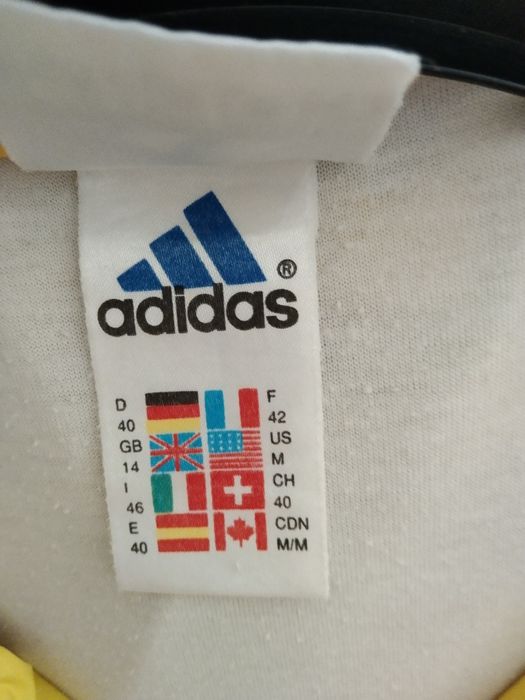 adidas®
D F
40 42
GB US
14 M
I CH
46 40
E CDN
40 M/M